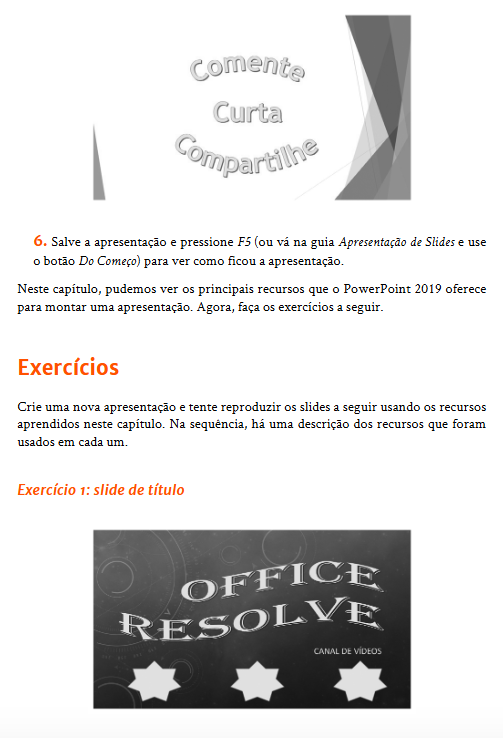 Comente
Curta
Compartilhe
6. Salve a apresentação e pressione F5 (ou vá na guia Apresentação de Slides e use
o botão Do Começo) para ver como ficou a apresentação.
Neste capítulo, pudemos ver os principais recursos que o PowerPoint 2019 oferece
para montar uma apresentação. Agora, faça os exercícios a seguir.
Exercícios
Crie uma nova apresentação e tente reproduzir os slides a seguir usando os recursos
aprendidos neste capítulo. Na sequência, há uma descrição dos recursos que foram
usados em cada um.
Exercício 1: slide de título
OFFICE
RESOLVE
CANAL DE VÍDEOS